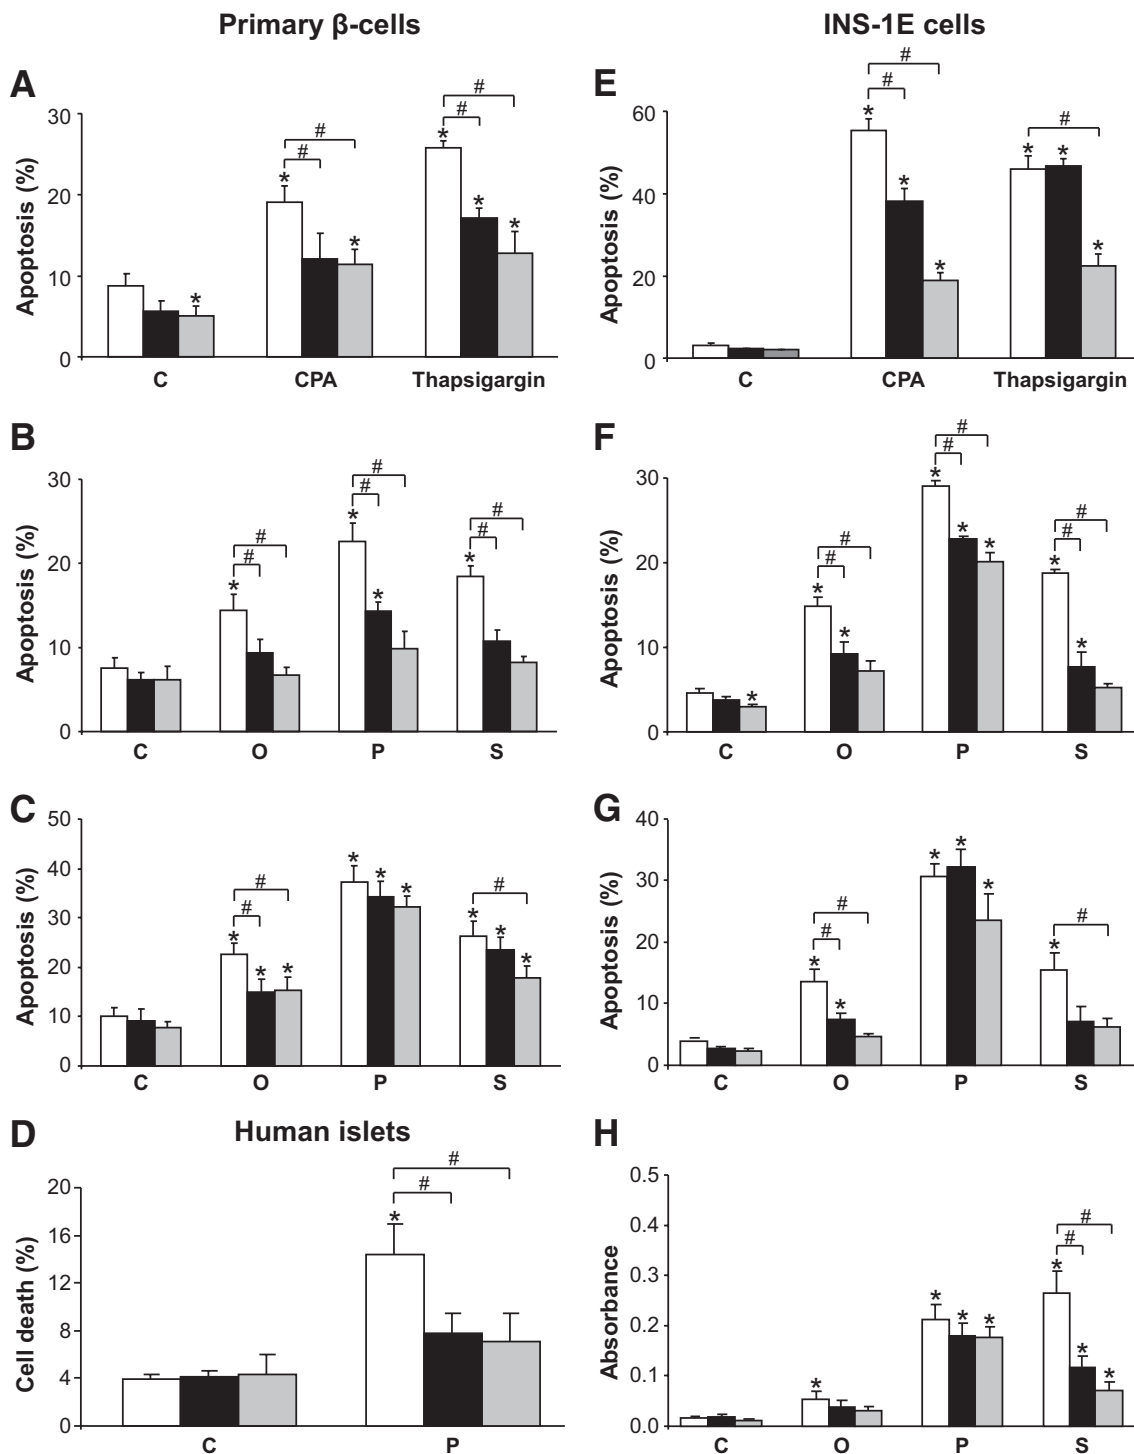 Primary β-cells
INS-1E cells
A
Apoptosis (%)
30
20
10
0
*
*
*
*
*
*
#
#
#
#
C
CPA
Thapsigargin
E
Apoptosis (%)
60
40
20
0
*
*
*
*
*
*
#
#
#
C
CPA
Thapsigargin
B
Apoptosis (%)
30
20
10
0
*
*
*
*
#
#
#
#
#
#
C
O
P
S
F
Apoptosis (%)
30
20
10
0
*
*
*
*
*
*
*
*
#
#
#
#
#
#
C
O
P
S
C
Apoptosis (%)
50
40
30
20
10
0
*
*
*
*
*
*
*
*
*
#
#
#
C
O
P
S
G
Apoptosis (%)
40
30
20
10
0
*
*
*
*
*
*
#
#
#
C
O
P
S
D
Human islets
Cell death (%)
20
16
12
8
4
0
*
#
#
C
P
H
Absorbance
0.5
0.4
0.3
0.2
0.1
0.0
*
*
*
*
*
*
*
#
#
C
O
P
S